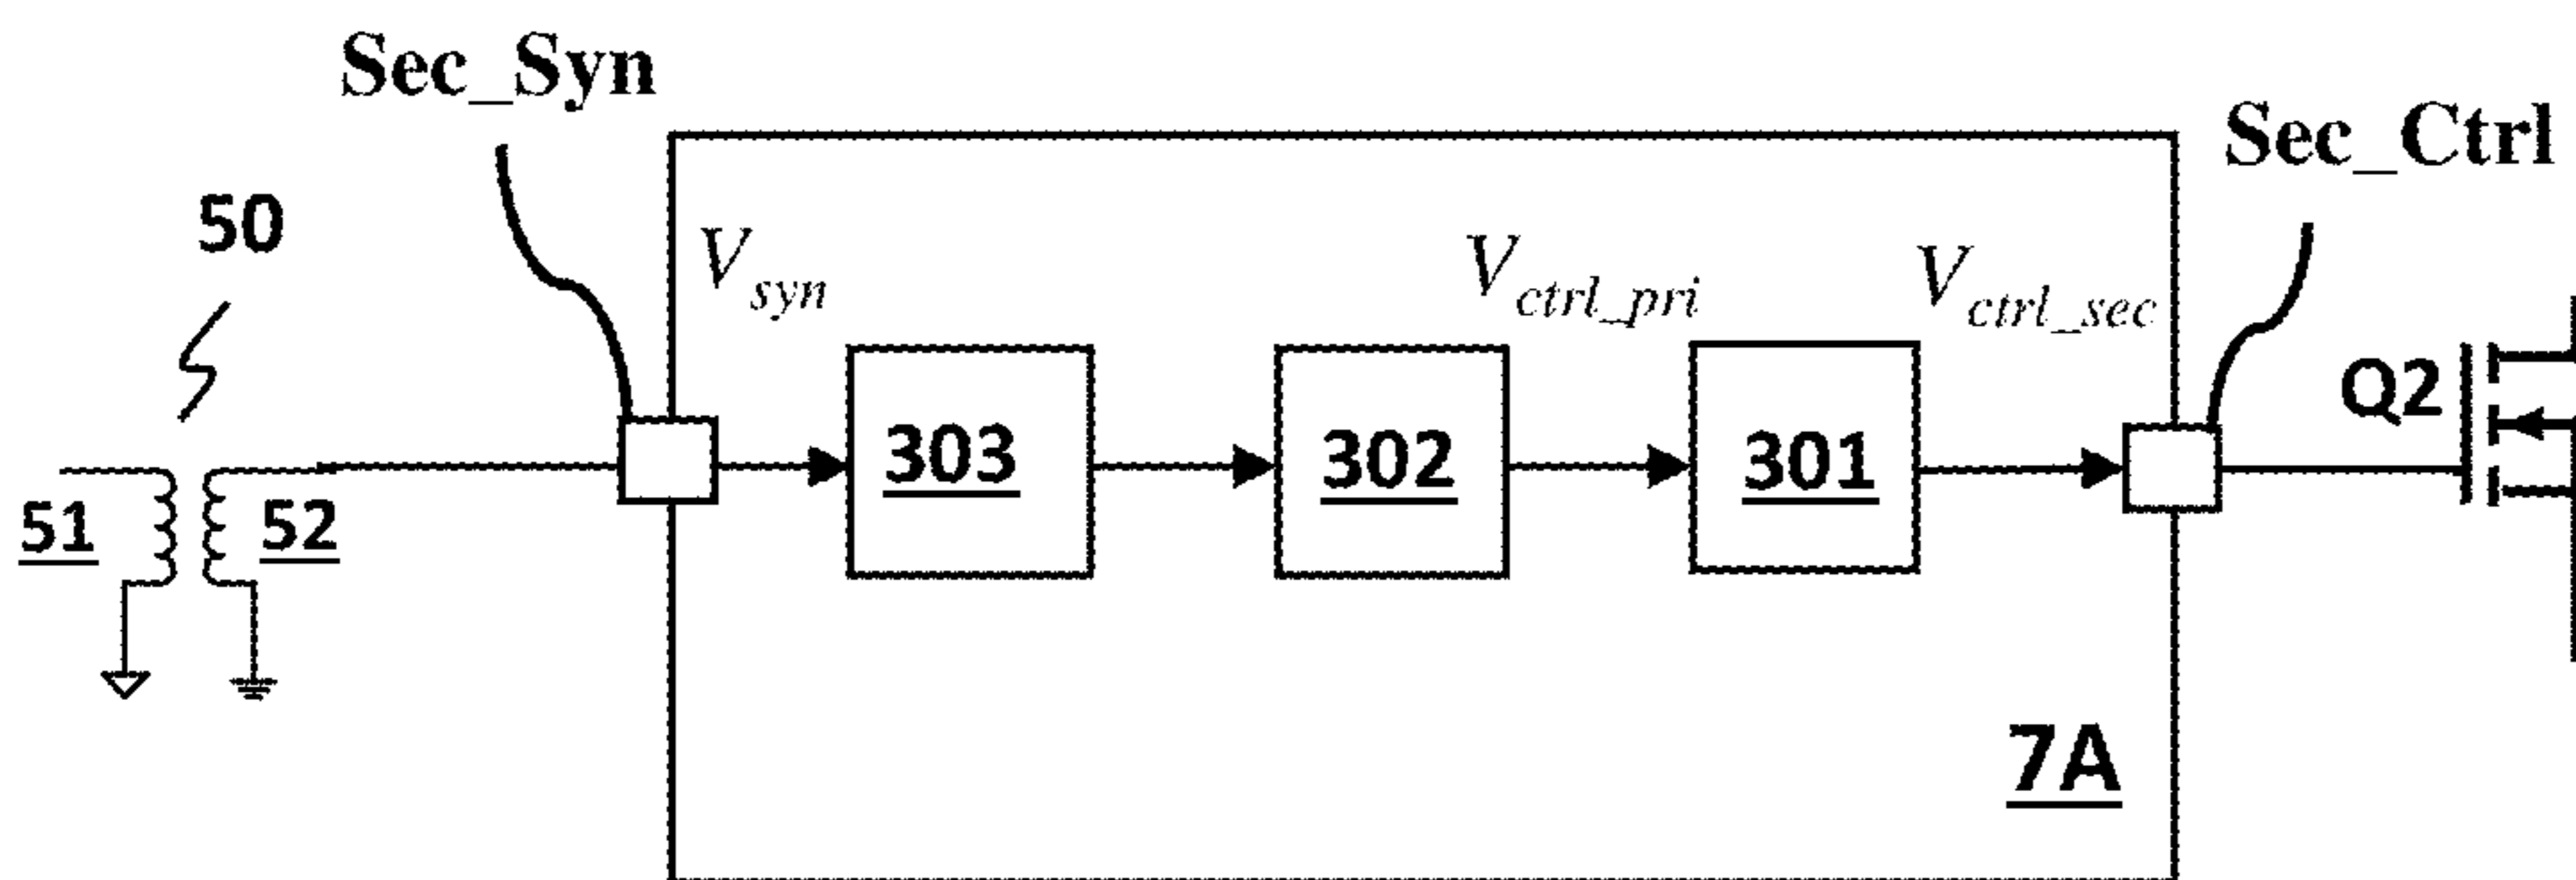 Sec_Syn
Sec_Ctrl
50
V_syn
V_ctrl_pri
V_ctrl_sec
Q2
303
302
301
51
52
7A